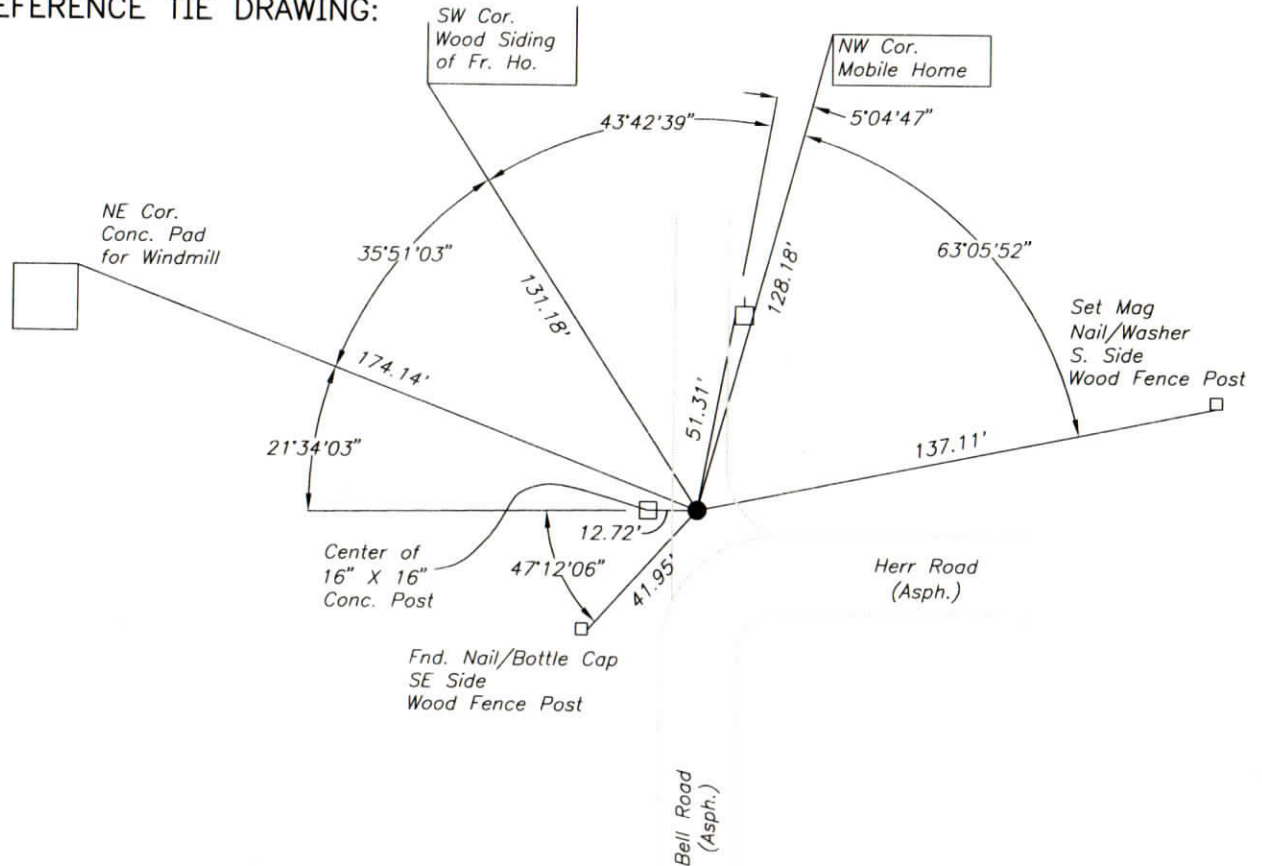 EFERENCE TIE DRAWING:
SW Cor.
Wood Siding
of Fr. Ho.
NW Cor.
Mobile Home
43°42'39"
5°04'47"
NE Cor.
Conc. Pad
for Windmill
35°51'03"
63°05'52"
131.18'
128.18'
Set Mag
Nail/Washer
S. Side
Wood Fence Post
174.14'
51.31'
21°34'03"
137.11'
12.72'
Center of
16" X 16"
Conc. Post
47°12'06"
41.95'
Herr Road
(Asph.)
Fnd. Nail/Bottle Cap
SE Side
Wood Fence Post
Bell Road
(Asph.)